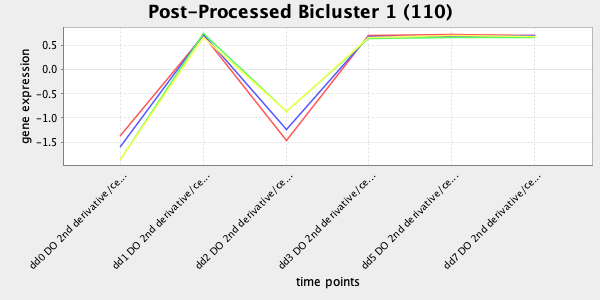 Post-Processed Bicluster 1 (110)
gene expression
0.5
0.0
-0.5
-1.0
-1.5
dd0 DO 2nd derivative/ce...
dd1 DO 2nd derivative/ce...
dd2 DO 2nd derivative/ce...
dd3 DO 2nd derivative/ce...
dd5 DO 2nd derivative/ce...
dd7 DO 2nd derivative/ce...
time points